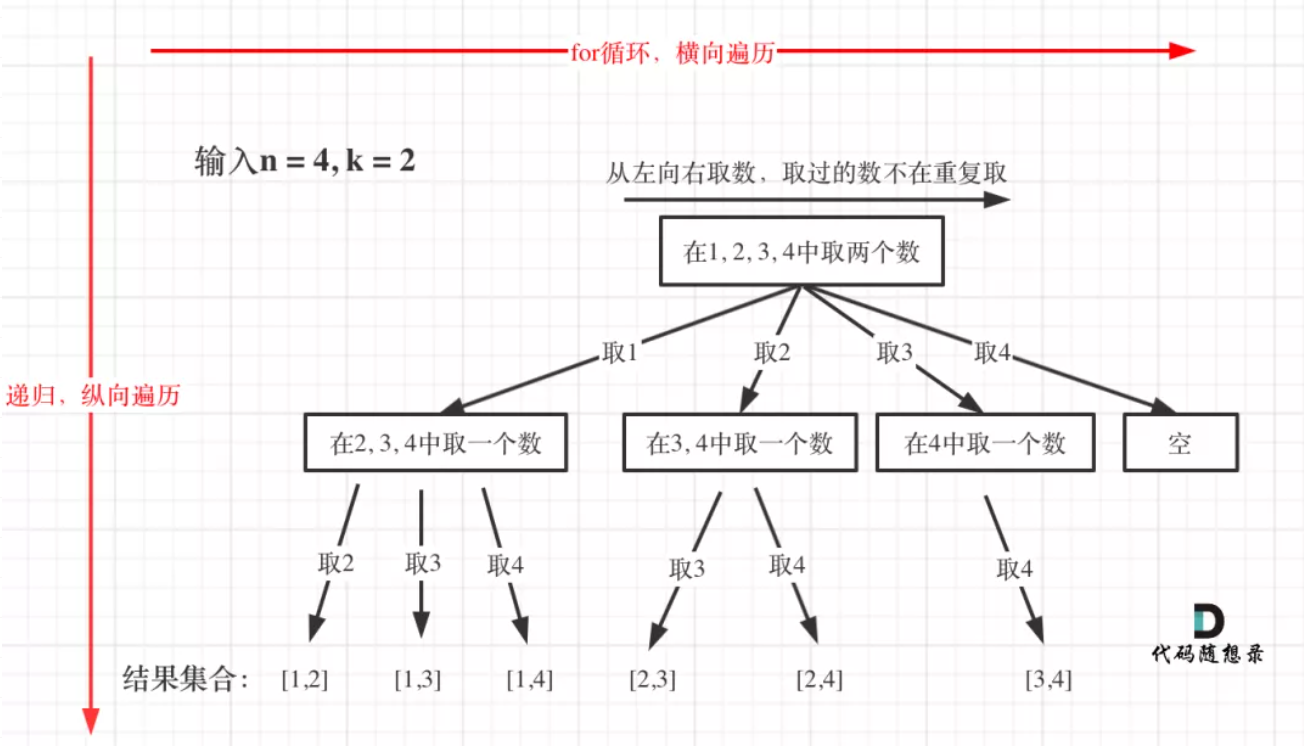 for循环，横向遍历
输入n = 4, k = 2
从左向右取数，取过的数不在重复取
在1, 2, 3, 4中取两个数
取1
取2
取3
取4
递归，纵向遍历
在2, 3, 4中取一个数
在3, 4中取一个数
在4中取一个数
空
取2
取3
取4
取3
取4
取4
代码随想录
结果集合： [1,2] [1,3] [1,4] [2,3] [2,4] [3,4]